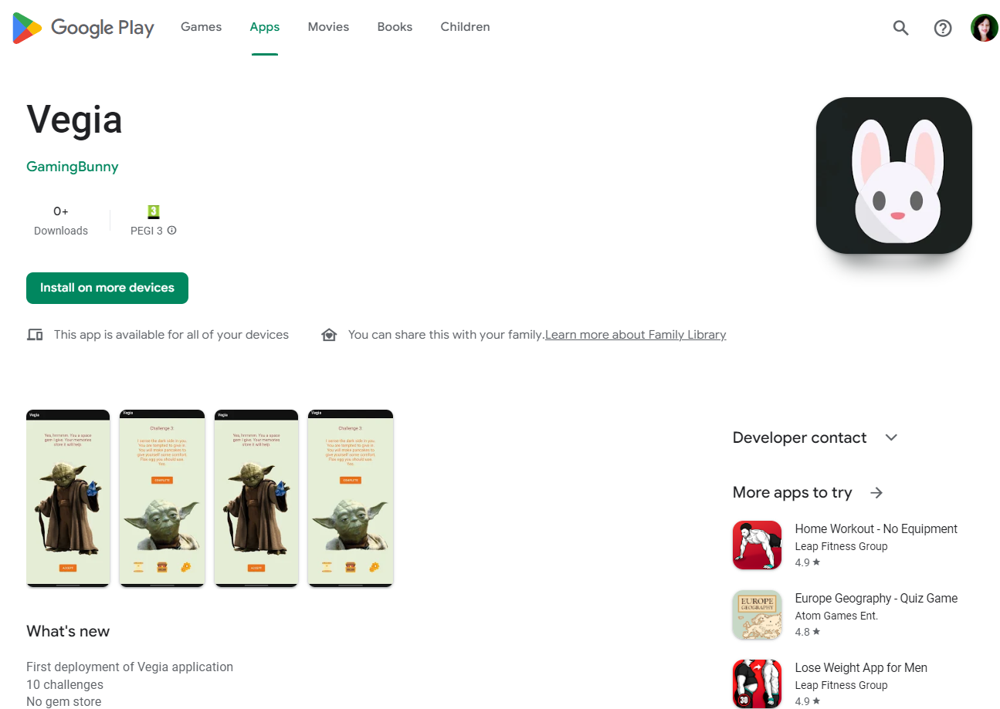 Google Play
Games
Apps
Movies
Books
Children
Vegia
GamingBunny
0+
Downloads
3
PEGI 3
Install on more devices
This app is available for all of your devices
You can share this with your family.Learn more about Family Library
Vegia
Yes, hmmmm. You a space
gem I give. Your memories
store it will help
ACCEPT
Vegia
Challenge 3:
I sense the dark side in you.
You are tempted to give in.
You will make pancakes to
give yourself some comfort.
Flax egg you should use
Yes.
COMPLETE
Vegia
Yes, hmmmm. You a space
gem I give. Your memories
store it will help
ACCEPT
Vegia
Challenge 3:
I sense the dark side in you.
You are tempted to give in.
You will make pancakes to
give yourself some comfort.
Flax egg you should use
Yes.
COMPLETE
Developer contact
More apps to try
Home Workout - No Equipment
Leap Fitness Group
4.9
EUROPE
GEOGRAPHY
Europe Geography - Quiz Game
Atom Games Ent.
4.8
30
Lose Weight App for Men
Leap Fitness Group
4.9
What's new
First deployment of Vegia application
10 challenges
No gem store